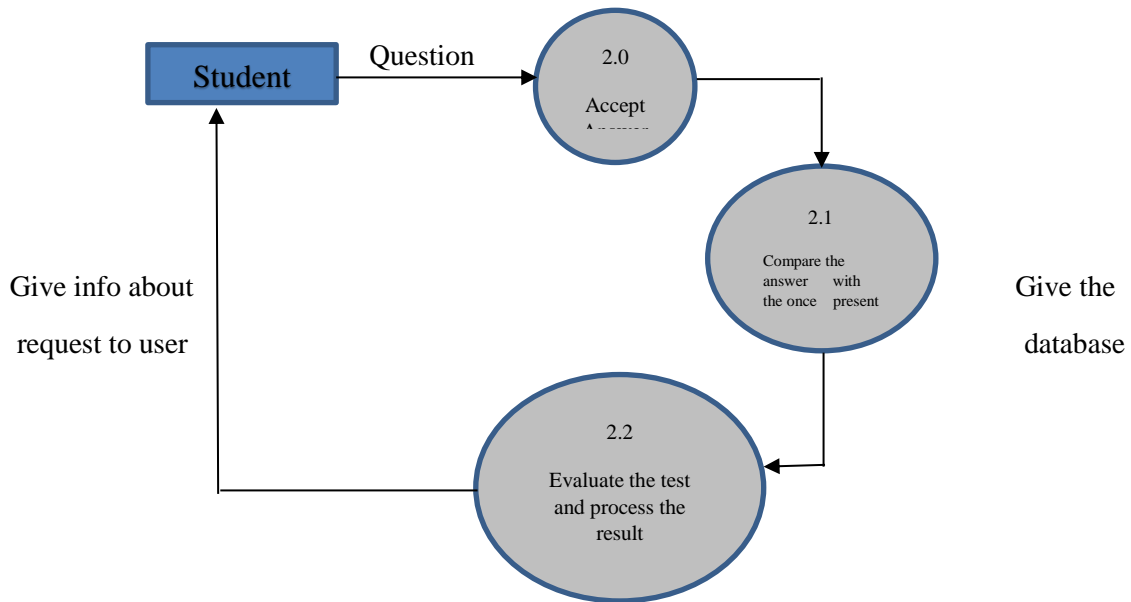 Student
Question
2.0
Accept
2.1
Compare the
answer with
the once present
Give info about
request to user
Give the
database
2.2
Evaluate the test
and process the
result